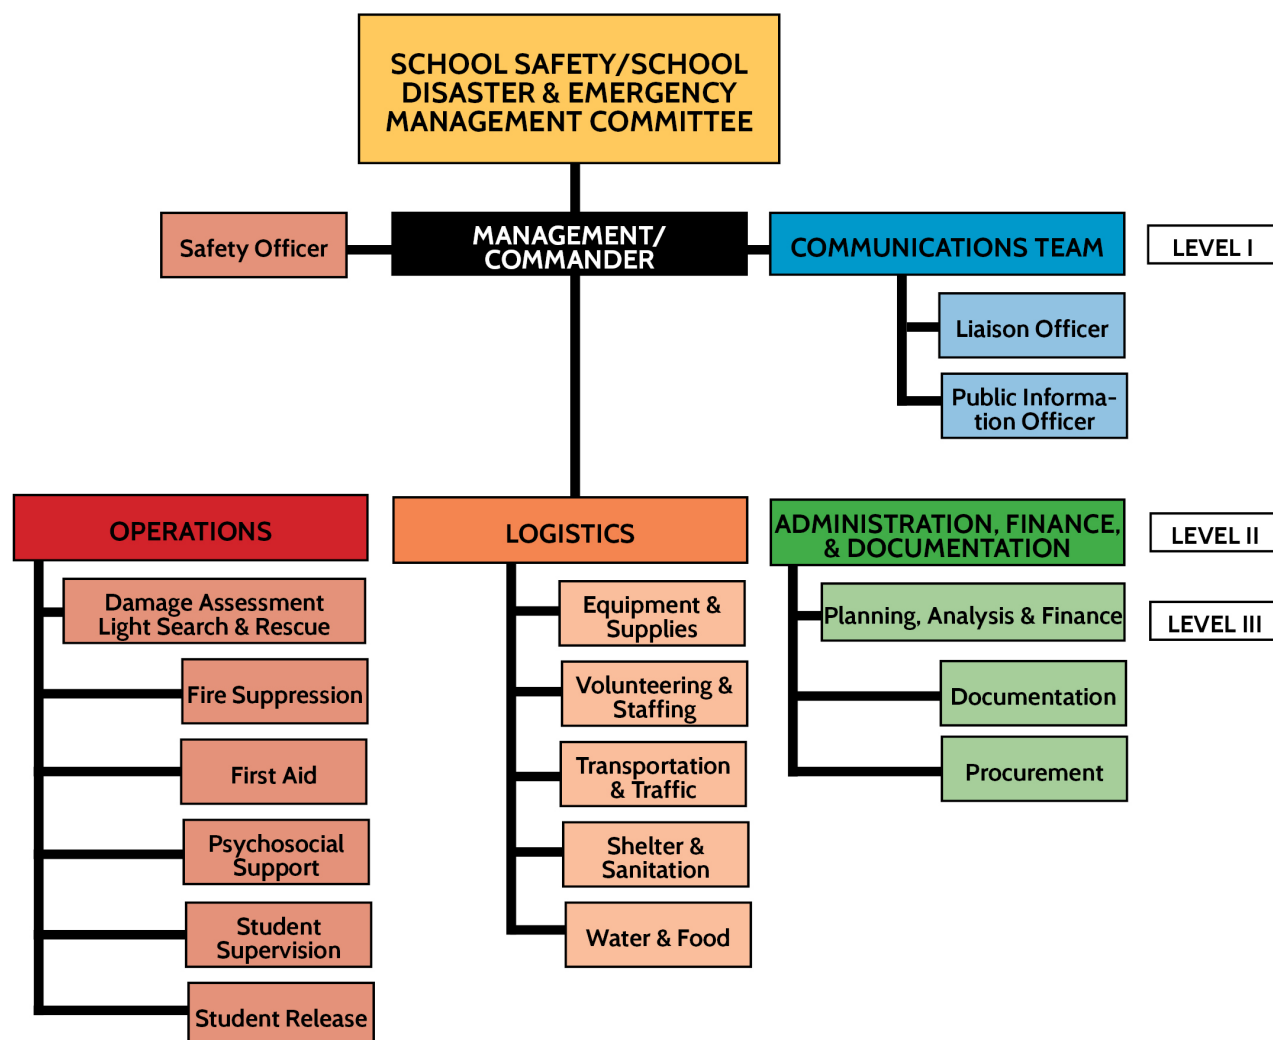 SCHOOL SAFETY/SCHOOL
DISASTER & EMERGENCY
MANAGEMENT COMMITTEE
Safety Officer
MANAGEMENT/
COMMANDER
COMMUNICATIONS TEAM
LEVEL I
Liaison Officer
Public Informa-
tion Officer
OPERATIONS
LOGISTICS
ADMINISTRATION, FINANCE,
& DOCUMENTATION
LEVEL II
Damage Assessment
Light Search & Rescue
Fire Suppression
First Aid
Psychosocial
Support
Student
Supervision
Student Release
Equipment &
Supplies
Volunteering &
Staffing
Transportation
& Traffic
Shelter &
Sanitation
Water & Food
Planning, Analysis & Finance
LEVEL III
Documentation
Procurement